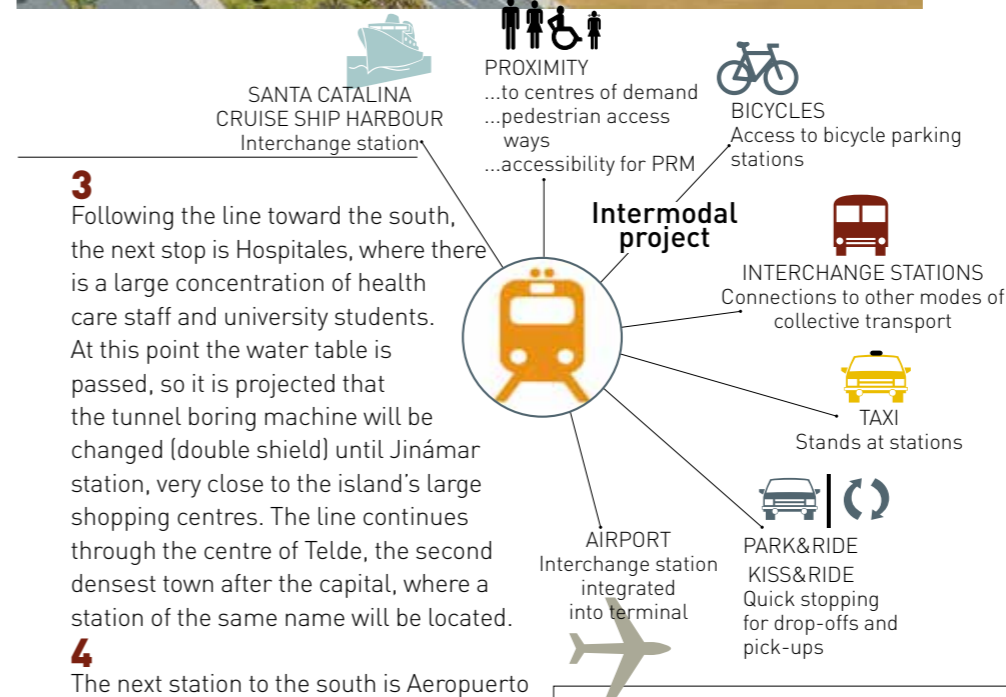 SANTA CATALINA
CRUISE SHIP HARBOUR
Interchange station
PROXIMITY
...to centres of demand
...pedestrian access
ways
...accessibility for PRM
BICYCLES
Access to bicycle parking
stations
Intermodal
project
INTERCHANGE STATIONS
Connections to other modes of
collective transport
TAXI
Stands at stations
PARK&RIDE
KISS&RIDE
Quick stopping
for drop-offs and
pick-ups
AIRPORT
Interchange station
integrated
into terminal
3
Following the line toward the south,
the next stop is Hospitales, where there
is a large concentration of health
care staff and university students.
At this point the water table is
passed, so it is projected that
the tunnel boring machine will be
changed (double shield) until Jinámar
station, very close to the island's large
shopping centres. The line continues
through the centre of Telde, the second
densest town after the capital, where a
station of the same name will be located.
4
The next station to the south is Aeropuerto